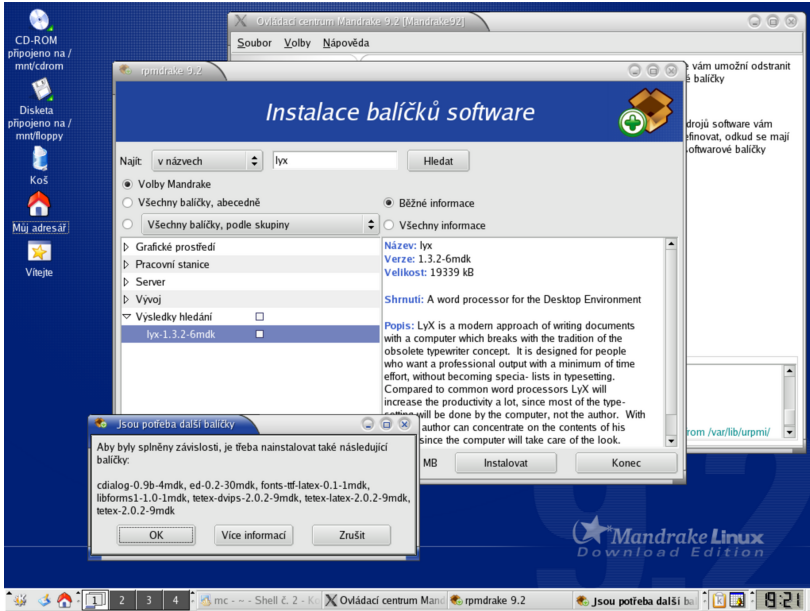 CD-ROM
připojeno na /
mnt/cdrom
Disketa
připojeno na /
mnt/floppy
Koš
Můj adresář
Vítejte
Ovládací centrum Mandrake 9.2 [Mandrake92]
Soubor Volby Nápověda
vám umožní odstranit
balíčky
drojů software vám
efinovat, odkud se mají
oftwarové balíčky
rom /var/lib/urpmi/
rpmdrake 9.2
Instalace balíčků software
Najít: v názvech lyx Hledat
Volby Mandrake
Všechny balíčky, abecedně
Všechny balíčky, podle skupiny
Běžné informace
Všechny informace
Grafické prostředí
Pracovní stanice
Server
Vývoj
Výsledky hledání
lyx-1.3.2-6mdk
Název: lyx
Verze: 1.3.2-6mdk
Velikost: 19339 kB
Shrnutí: A word processor for the Desktop Environment
Popis: LyX is a modern approach of writing documents
with a computer which breaks with the tradition of the
obsolete typewriter concept. It is designed for people
who want a professional output with a minimum of time
effort, without becoming specia- lists in typesetting.
Compared to common word processors LyX will
increase the productivity a lot, since most of the type-
setting will be done by the computer, not the author. With
author can concentrate on the contents of his
since the computer will take care of the look.
MB Instalovat Konec
Jsou potřeba další balíčky
Aby byly splněny závislosti, je třeba nainstalovat také následující
balíčky:
cdialog-0.9b-4mdk, ed-0.2-30mdk, fonts-ttf-latex-0.1-1mdk,
libforms1-1.0-1mdk, tetex-dvips-2.0.2-9mdk, tetex-latex-2.0.2-9mdk,
tetex-2.0.2-9mdk
OK Více informací Zrušit
9.2
MandrakeLinux
Download Edition
1 2 3 4 mc - - - Shell č. 2 - Ko Ovládací centrum Mand rpmdrake 9.2 Jsou potřeba další ba 19:21